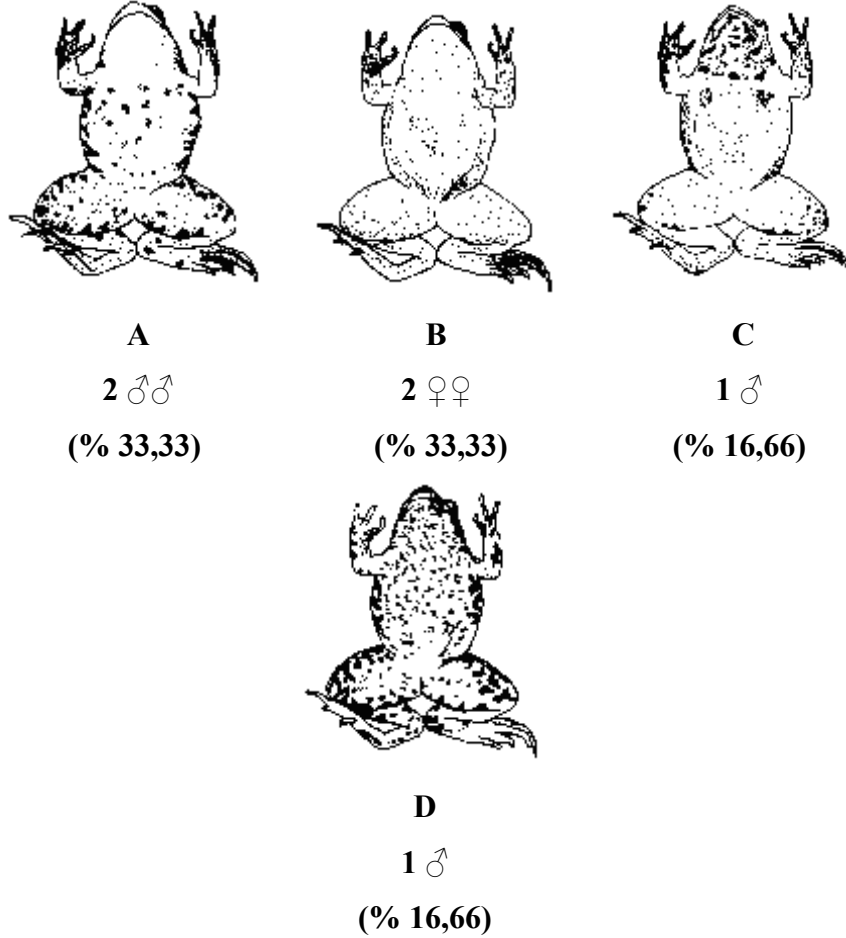 A B C
2 ♂♂ 2 ♀♀ 1 ♂
(% 33,33) (% 33,33) (% 16,66)
D
1 ♂
(% 16,66)